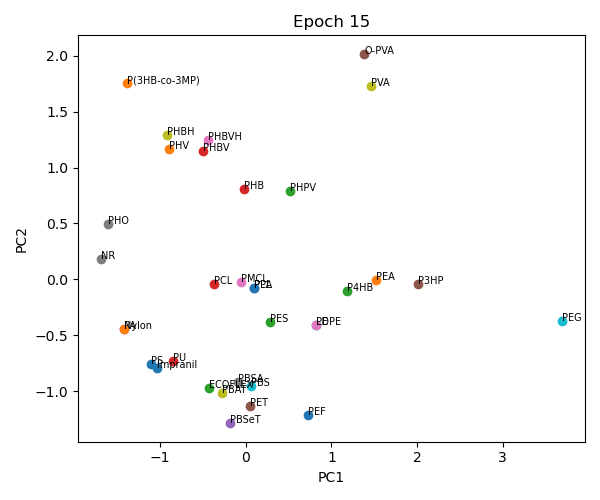 Epoch 15
O-PVA
PVA
P(3HB-co-3MP)
PHBH
PHBVH
PHV
PHBV
PHB
PHPV
PHO
NR
PCL
PMCL
P4HB
PEA
P3HP
PES
PEG
Nylon
PS
Impranil
PU
PBSA
PBS
PBAT
PET
PBSeT
PEF
2.0
1.5
1.0
0.5
0.0
−0.5
−1.0
PC2
−1
0
1
2
3
PC1